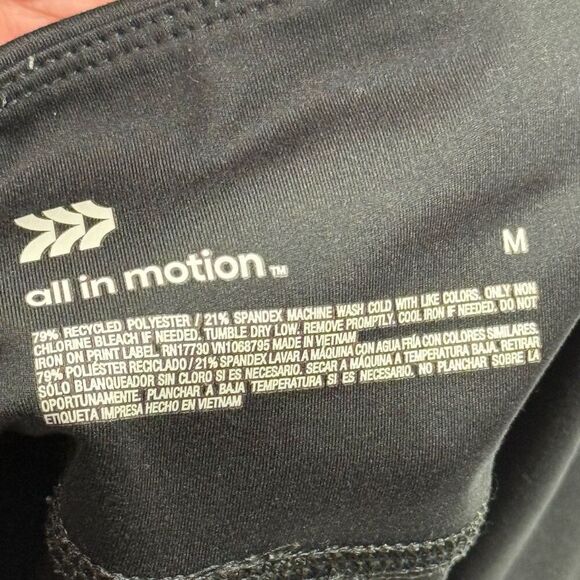 M
all in motion™
79% RECYCLED POLYESTER / 21% SPANDEX MACHINE WASH COLD WITH LIKE COLORS. ONLY NON
CHLORINE BLEACH IF NEEDED. TUMBLE DRY LOW. REMOVE PROMPTLY. COOL IRON IF NEEDED. DO NOT
IRON ON PRINT LABEL. RN17730 VN1068795 MADE IN VIETNAM
79% POLIÉSTER RECICLADO / 21% SPANDEX LAVAR A MÁQUINA CON AGUA FRÍA CON COLORES SIMILARES.
SÓLO BLANQUEADOR SIN CLORO SI ES NECESARIO. SECAR A MÁQUINA A TEMPERATURA BAJA. RETIRAR
OPORTUNAMENTE. PLANCHAR A BAJA TEMPERATURA SI ES NECESARIO. NO PLANCHAR SOBRE LA
ETIQUETA IMPRESA HECHO EN VIETNAM